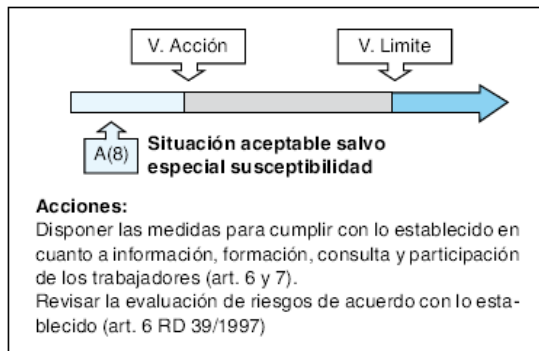 V. Acción
V. Limite
A(8)
Situación aceptable salvo
especial susceptibilidad
Acciones:
Disponer las medidas para cumplir con lo establecido en
cuanto a información, formación, consulta y participación
de los trabajadores (art. 6 y 7).
Revisar la evaluación de riesgos de acuerdo con lo esta-
blecido (art. 6 RD 39/1997)